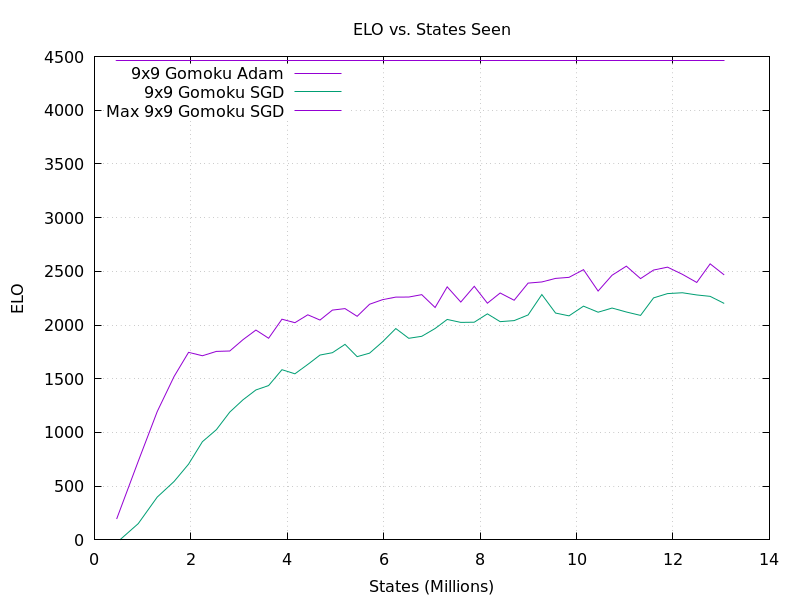 ELO vs. States Seen
4500
4000
3500
3000
2500
2000
1500
1000
500
0
ELO
9x9 Gomoku Adam
9x9 Gomoku SGD
Max 9x9 Gomoku SGD
0 2 4 6 8 10 12 14
States (Millions)